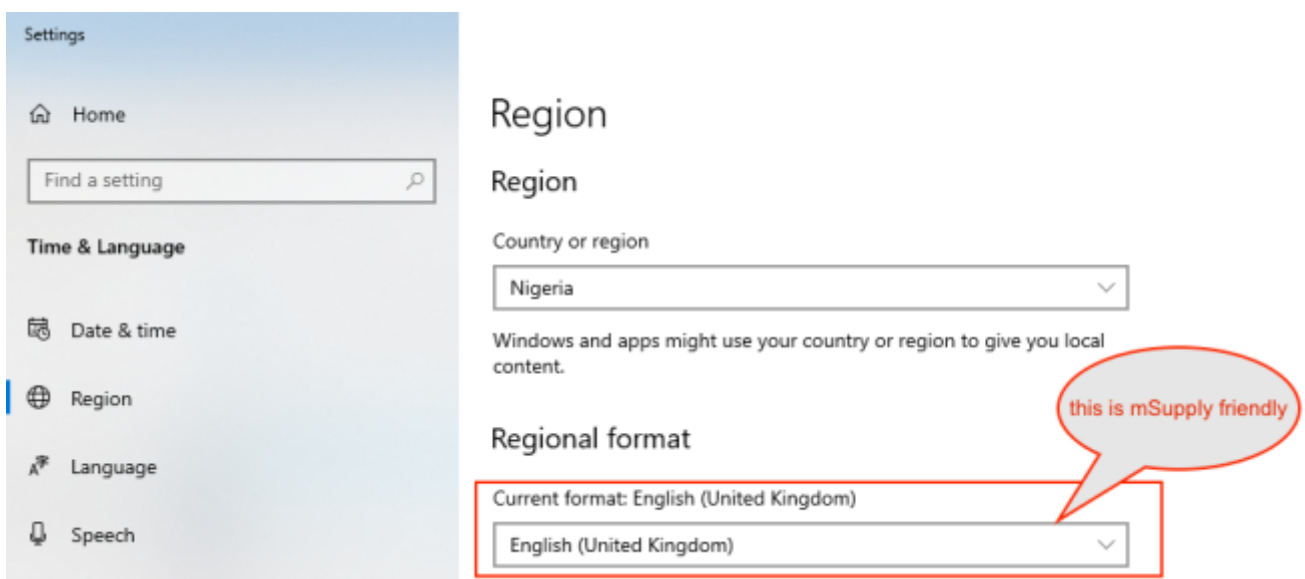 Settings
Home
Find a setting
Time & Language
Date & time
Region
Language
Speech
Region
Region
Country or region
Nigeria
Windows and apps might use your country or region to give you local
content.
this is mSupply friendly
Regional format
Current format: English (United Kingdom)
English (United Kingdom)